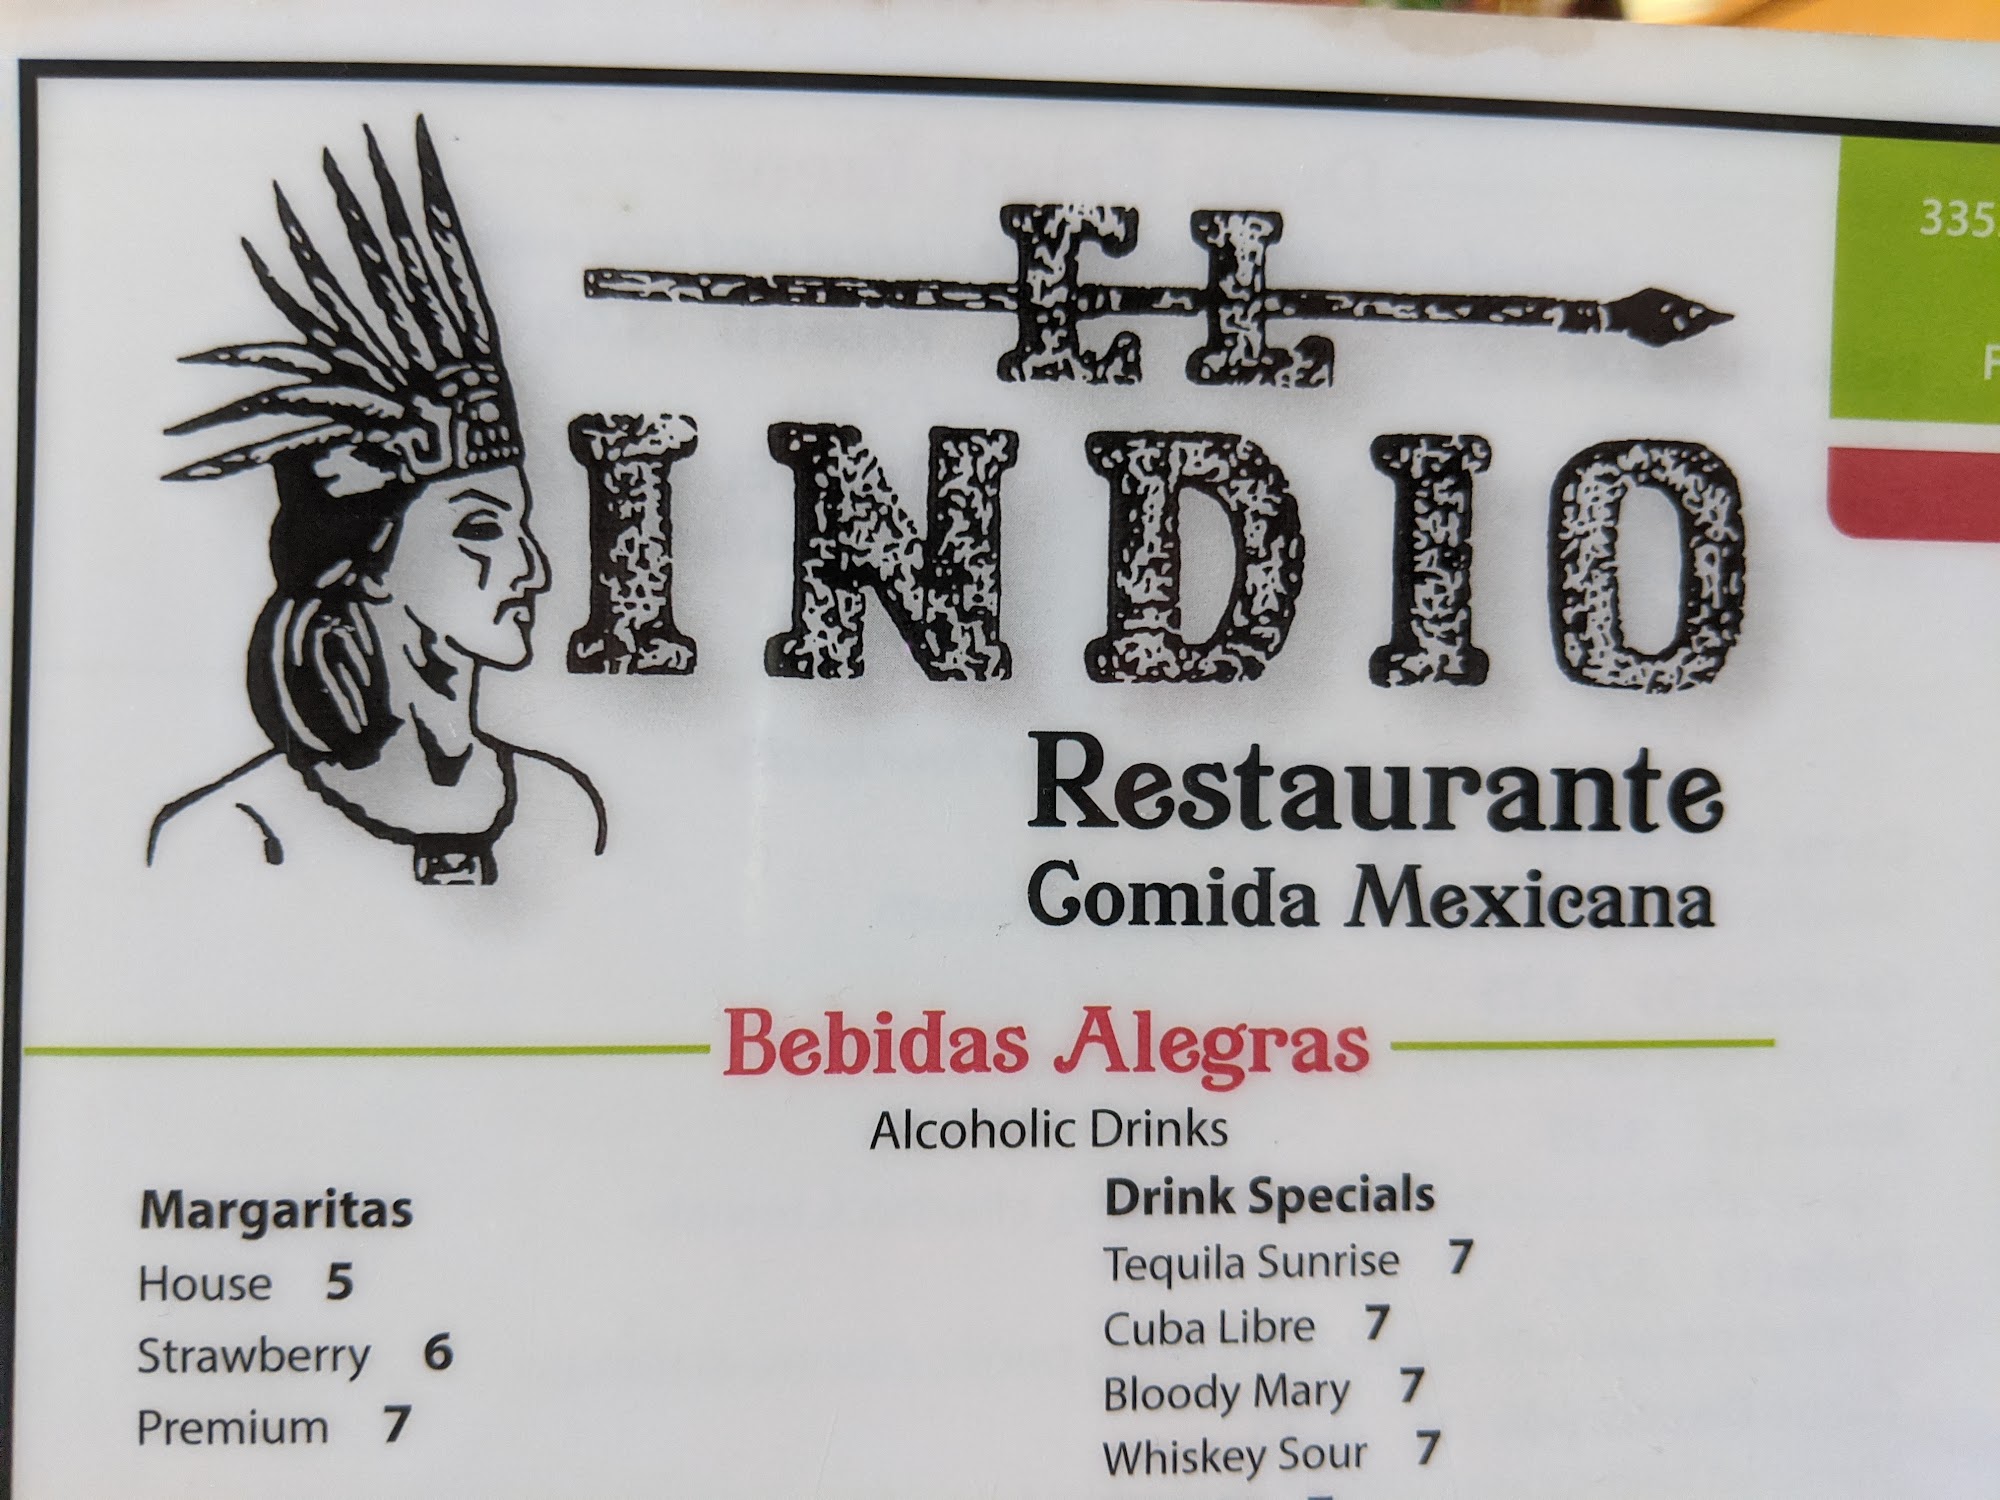 EL
INDIO
Restaurante
Comida Mexicana
Bebidas Alegras
Alcoholic Drinks
Margaritas
House 5
Strawberry 6
Premium 7
Drink Specials
Tequila Sunrise 7
Cuba Libre 7
Bloody Mary 7
Whiskey Sour 7
335